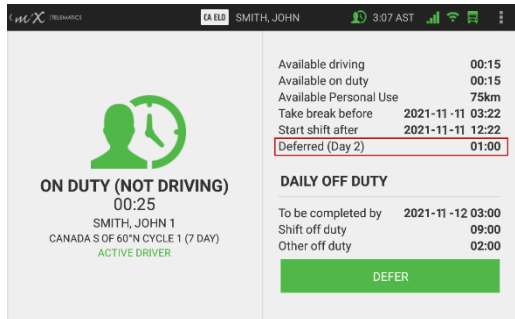 miX [TELEMATICS]
CA ELD SMITH, JOHN 3:07 AST
ON DUTY (NOT DRIVING)
00:25
SMITH, JOHN 1
CANADA S OF 60°N CYCLE 1 (7 DAY)
ACTIVE DRIVER
Available driving 00:15
Available on duty 00:15
Available Personal Use 75km
Take break before 2021-11-11 03:22
Start shift after 2021-11-11 12:22
Deferred (Day 2) 01:00
DAILY OFF DUTY
To be completed by 2021-11-12 03:00
Shift off duty 09:00
Other off duty 02:00
DEFER